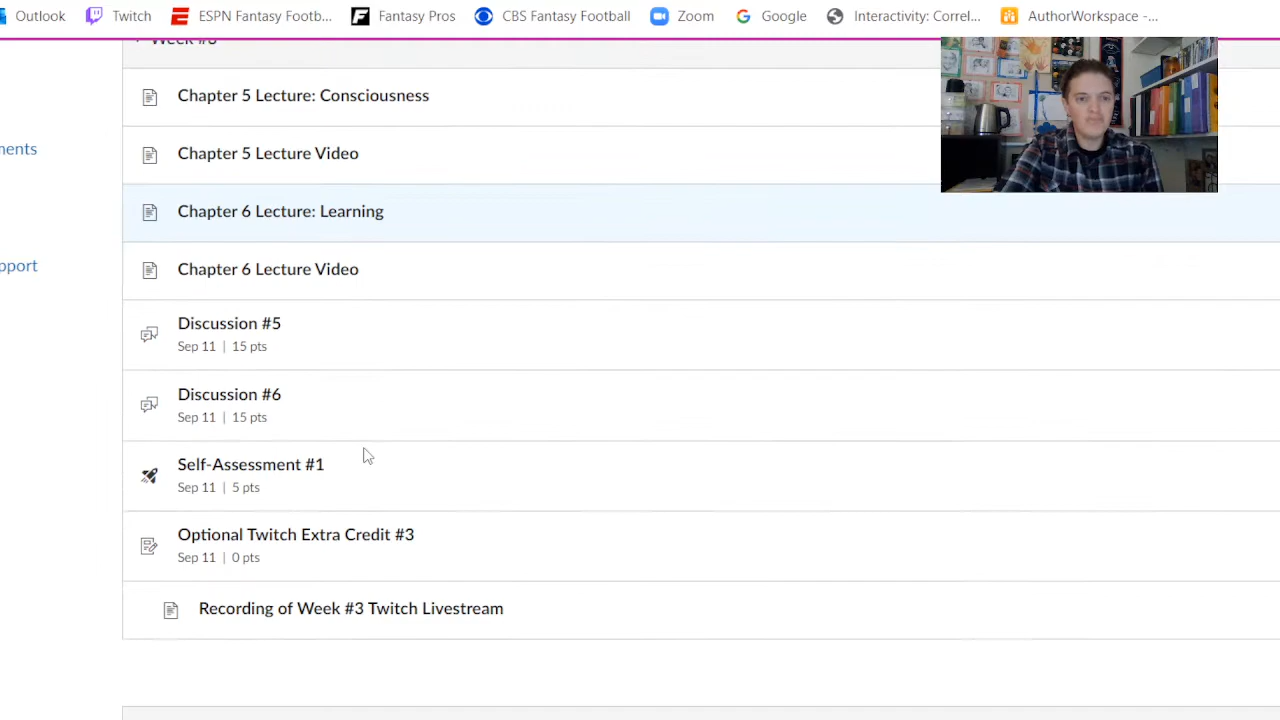 Outlook Twitch ESPN Fantasy Footb... Fantasy Pros CBS Fantasy Football Zoom Google Interactivity: Correl... AuthorWorkspace -...
Chapter 5 Lecture: Consciousness
ments
Chapter 5 Lecture Video
Chapter 6 Lecture: Learning
pport
Chapter 6 Lecture Video
Discussion #5
Sep 11 | 15 pts
Discussion #6
Sep 11 | 15 pts
Self-Assessment #1
Sep 11 | 5 pts
Optional Twitch Extra Credit #3
Sep 11 | 0 pts
Recording of Week #3 Twitch Livestream